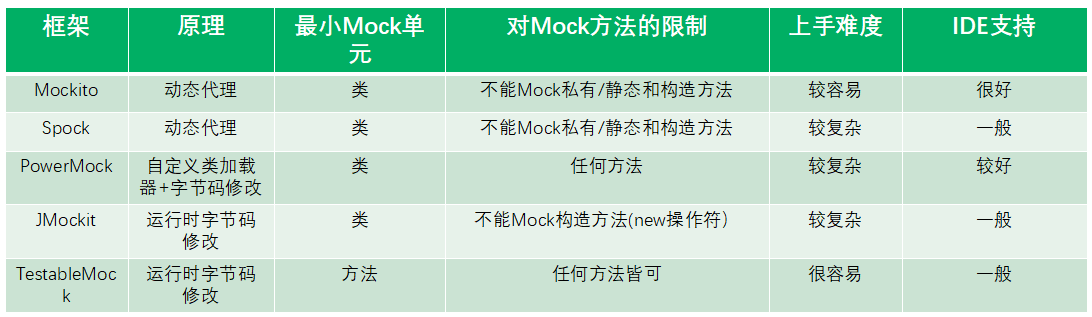 框架 原理 最小Mock单 对Mock方法的限制 上手难度 IDE支持
元
Mockito 动态代理 类 不能Mock私有/静态和构造方法 较容易 很好
Spock 动态代理 类 不能Mock私有/静态和构造方法 较复杂 一般
PowerMock 自定义类加载 类 任何方法 较复杂 较好
器+字节码修改
JMockit 运行时字节码 类 不能Mock构造方法(new操作符） 较复杂 一般
修改
TestableMoc 运行时字节码 方法 任何方法皆可 很容易 一般
k 修改